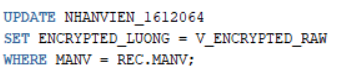 UPDATE NHANVIEN_1612064
SET ENCRYPTED_LUONG = V_ENCRYPTED_RAW
WHERE MANV = REC.MANV;